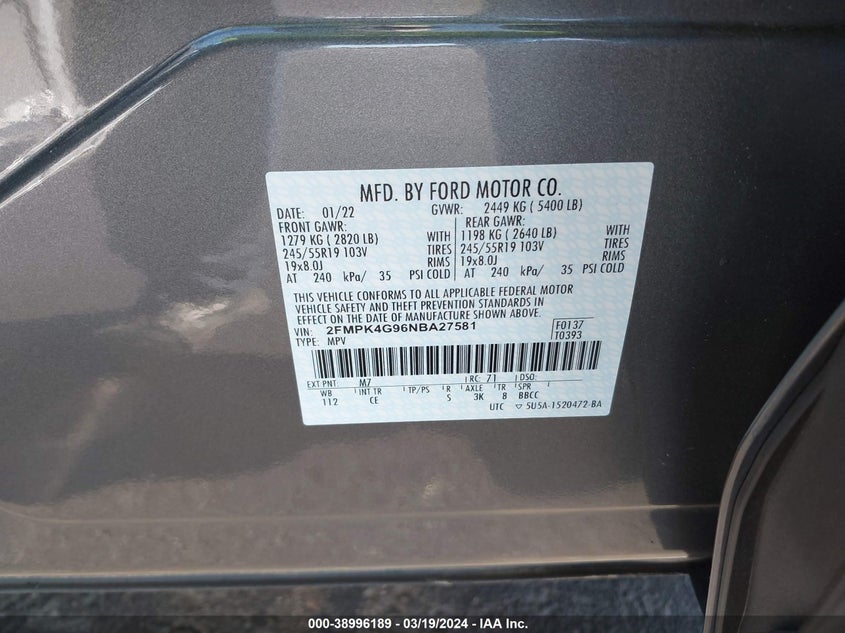 MFD. BY FORD MOTOR CO.
DATE: 01/22 GVWR: 2449 KG ( 5400 LB)
FRONT GAWR: REAR GAWR:
1279 KG ( 2820 LB) WITH 1198 KG ( 2640 LB) WITH
245/55R19 103V TIRES 245/55R19 103V TIRES
19x8.0J RIMS 19x8.0J RIMS
AT 240 kPa/ 35 PSI COLD AT 240 kPa/ 35 PSI COLD
THIS VEHICLE CONFORMS TO ALL APPLICABLE FEDERAL MOTOR
VEHICLE SAFETY AND THEFT PREVENTION STANDARDS IN
EFFECT ON THE DATE OF MANUFACTURE SHOWN ABOVE.
VIN: 2FMPK4G96NBA27581 F0137
TYPE: MPV T0393
EXT PNT: M7 RC: 71 DSO:
WB INT TR TP/PS R AXLE TR SPR
112 CE S 3K 8 BBCC
UTC ▽ 5U5A-1520472-BA
000-38996189 - 03/19/2024 - IAA Inc.